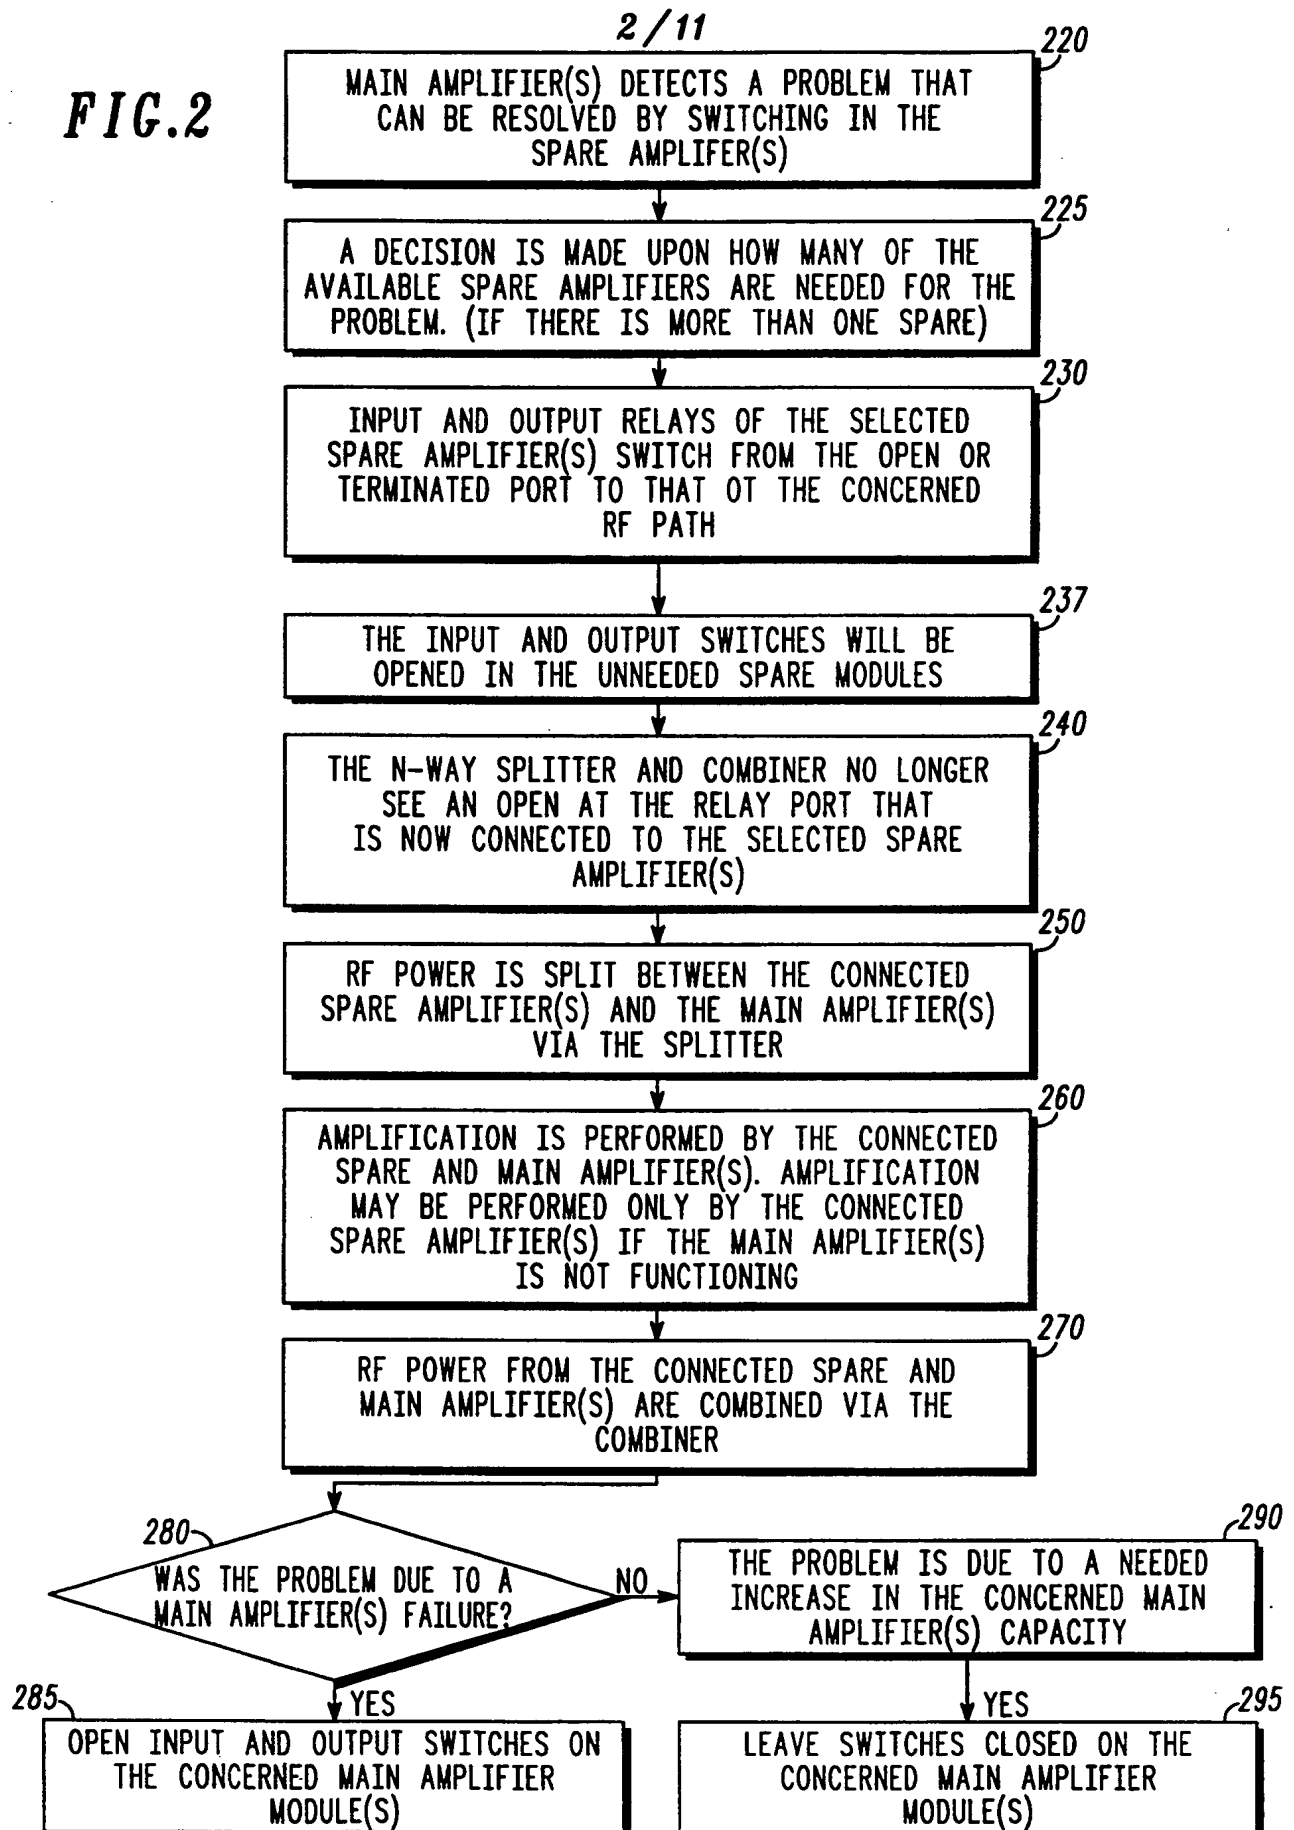 2/11
FIG.2
220
MAIN AMPLIFIER(S) DETECTS A PROBLEM THAT
CAN BE RESOLVED BY SWITCHING IN THE
SPARE AMPLIFER(S)
225
A DECISION IS MADE UPON HOW MANY OF THE
AVAILABLE SPARE AMPLIFIERS ARE NEEDED FOR THE
PROBLEM. (IF THERE IS MORE THAN ONE SPARE)
230
INPUT AND OUTPUT RELAYS OF THE SELECTED
SPARE AMPLIFIER(S) SWITCH FROM THE OPEN OR
TERMINATED PORT TO THAT OT THE CONCERNED
RF PATH
237
THE INPUT AND OUTPUT SWITCHES WILL BE
OPENED IN THE UNNEEDED SPARE MODULES
240
THE N-WAY SPLITTER AND COMBINER NO LONGER
SEE AN OPEN AT THE RELAY PORT THAT
IS NOW CONNECTED TO THE SELECTED SPARE
AMPLIFIER(S)
250
RF POWER IS SPLIT BETWEEN THE CONNECTED
SPARE AMPLIFIER(S) AND THE MAIN AMPLIFIER(S)
VIA THE SPLITTER
260
AMPLIFICATION IS PERFORMED BY THE CONNECTED
SPARE AND MAIN AMPLIFIER(S). AMPLIFICATION
MAY BE PERFORMED ONLY BY THE CONNECTED
SPARE AMPLIFIER(S) IF THE MAIN AMPLIFIER(S)
IS NOT FUNCTIONING
270
RF POWER FROM THE CONNECTED SPARE AND
MAIN AMPLIFIER(S) ARE COMBINED VIA THE
COMBINER
280
WAS THE PROBLEM DUE TO A
MAIN AMPLIFIER(S) FAILURE?
NO
290
THE PROBLEM IS DUE TO A NEEDED
INCREASE IN THE CONCERNED MAIN
AMPLIFIER(S) CAPACITY
YES
285
OPEN INPUT AND OUTPUT SWITCHES ON
THE CONCERNED MAIN AMPLIFIER
MODULE(S)
YES
295
LEAVE SWITCHES CLOSED ON THE
CONCERNED MAIN AMPLIFIER
MODULE(S)